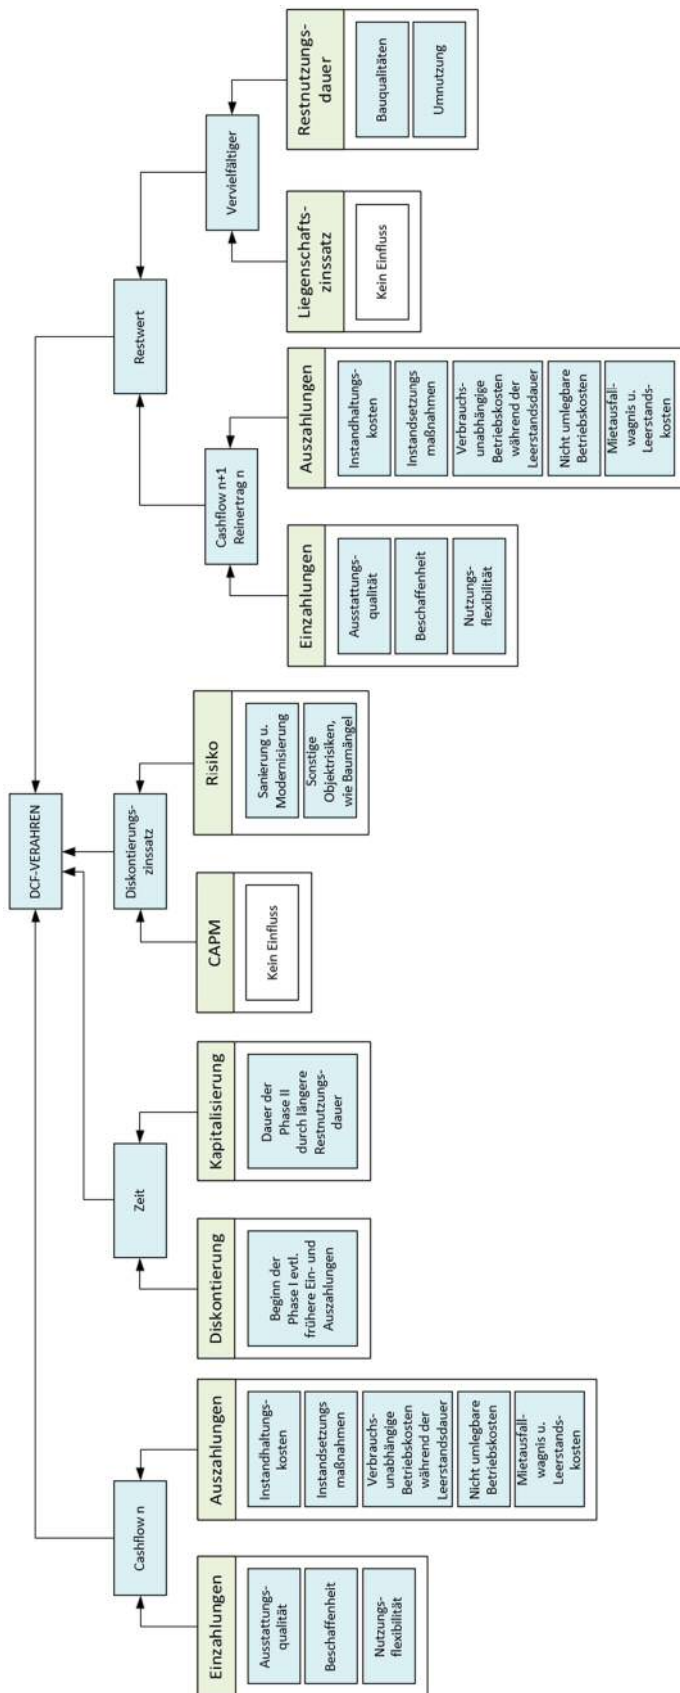 DCF-VERAHREN
Cashflow n
Zeit
Diskontierungs-
zinssatz
Restwert
Einzahlungen
Ausstattungs-
qualität
Beschaffenheit
Nutzungs-
flexibilität
Auszahlungen
Instandhaltungs-
kosten
Instandsetzungs
maßnahmen
Verbrauchs-
unabhängige
Betriebskosten
während der
Leerstandsdauer
Nicht umlegbare
Betriebskosten
Mietausfall-
wagnis u.
Leerstands-
kosten
Diskontierung
Beginn der
Phase I evtl.
frühere Ein- und
Auszahlungen
Kapitalisierung
Dauer der
Phase II
durch längere
Restnutzungs-
dauer
CAPM
Kein Einfluss
Risiko
Sanierung u.
Modernisierung
Sonstige
Objektrisiken,
wie Baumängel
Cashflow n+1
Reinertrag n
Vervielfältiger
Einzahlungen
Ausstattungs-
qualität
Beschaffenheit
Nutzungs-
flexibilität
Auszahlungen
Instandhaltungs-
kosten
Instandsetzungs
maßnahmen
Verbrauchs-
unabhängige
Betriebskosten
während der
Leerstandsdauer
Nicht umlegbare
Betriebskosten
Mietausfall-
wagnis u.
Leerstands-
kosten
Liegenschafts-
zinssatz
Kein Einfluss
Restnutzungs-
dauer
Bauqualitäten
Umnutzung